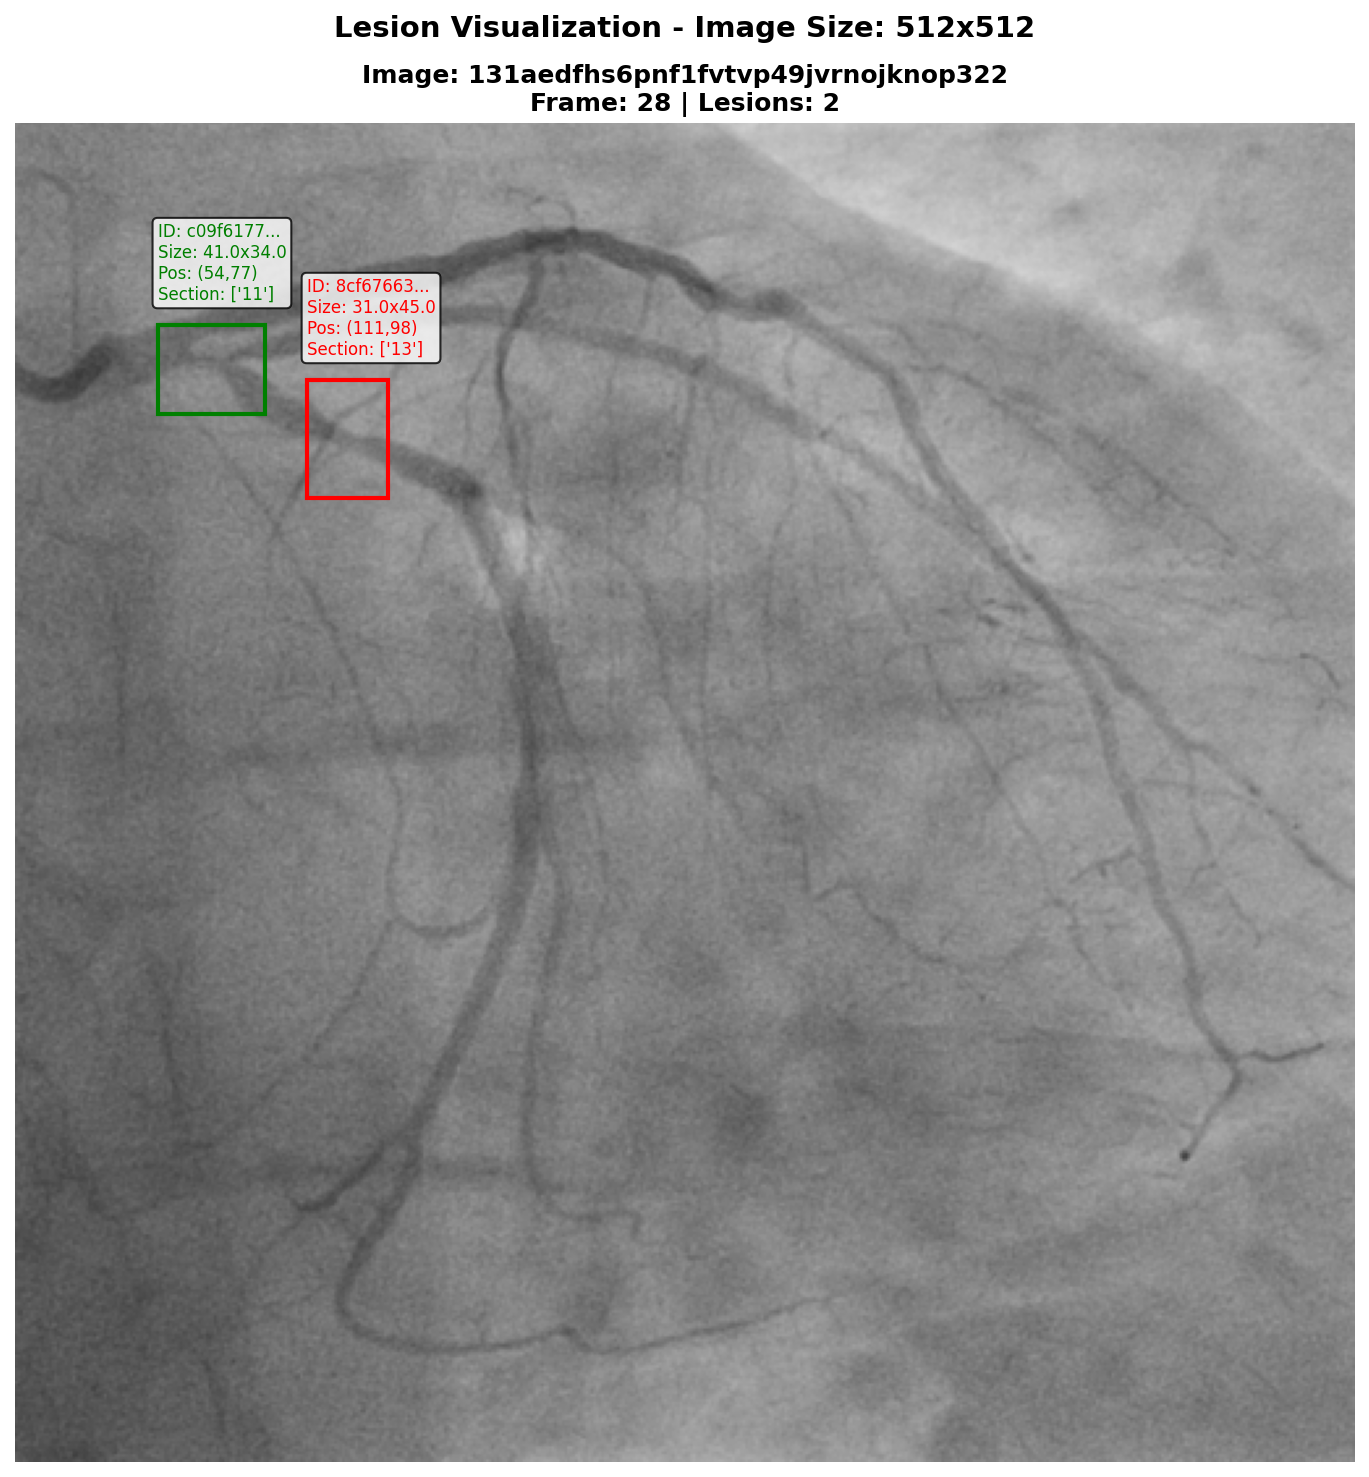 Lesion Visualization - Image Size: 512x512
Image: 131aedfhs6pnf1fvtvp49jvrnojknop322
Frame: 28 | Lesions: 2
ID: c09f6177...
Size: 41.0x34.0
Pos: (54,77)
Section: ['11']
ID: 8cf67663...
Size: 31.0x45.0
Pos: (111,98)
Section: ['13']